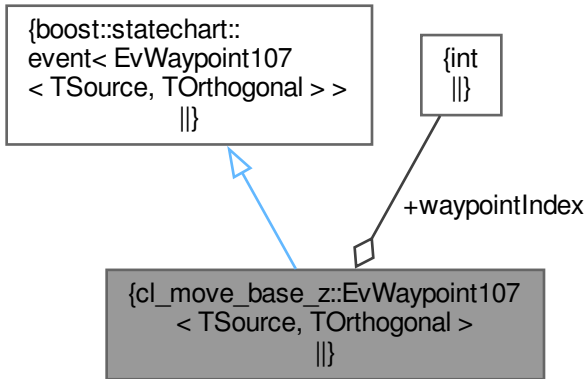 {boost::statechart::
event< EvWaypoint107
< TSource, TOrthogonal > >
||}
{int
||}
+waypointIndex
{cl_move_base_z::EvWaypoint107
< TSource, TOrthogonal >
||}